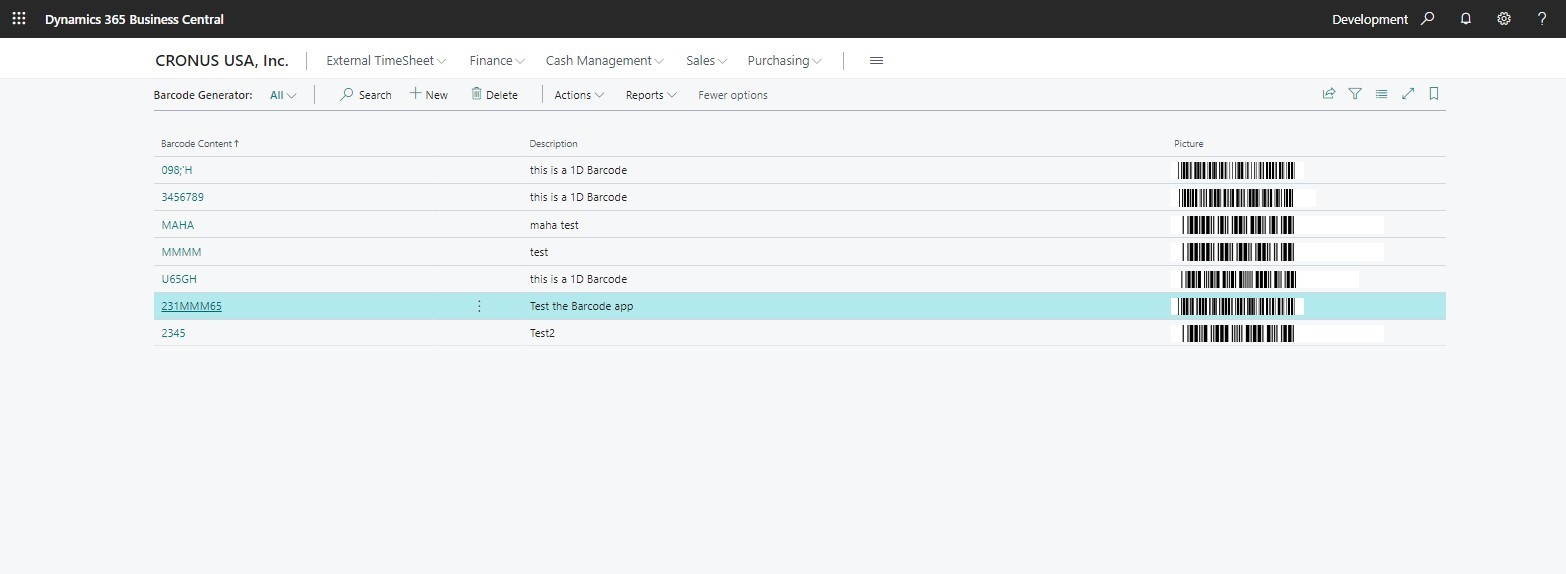 Dynamics 365 Business Central Development ?
CRONUS USA, Inc. External TimeSheet Finance Cash Management Sales Purchasing
Barcode Generator: All Search New Delete Actions Reports Fewer options
Barcode Content ↑ Description Picture
098;'H this is a 1D Barcode
3456789 this is a 1D Barcode
MAHA maha test
MMMM test
U65GH this is a 1D Barcode
231MMM65 Test the Barcode app
2345 Test2